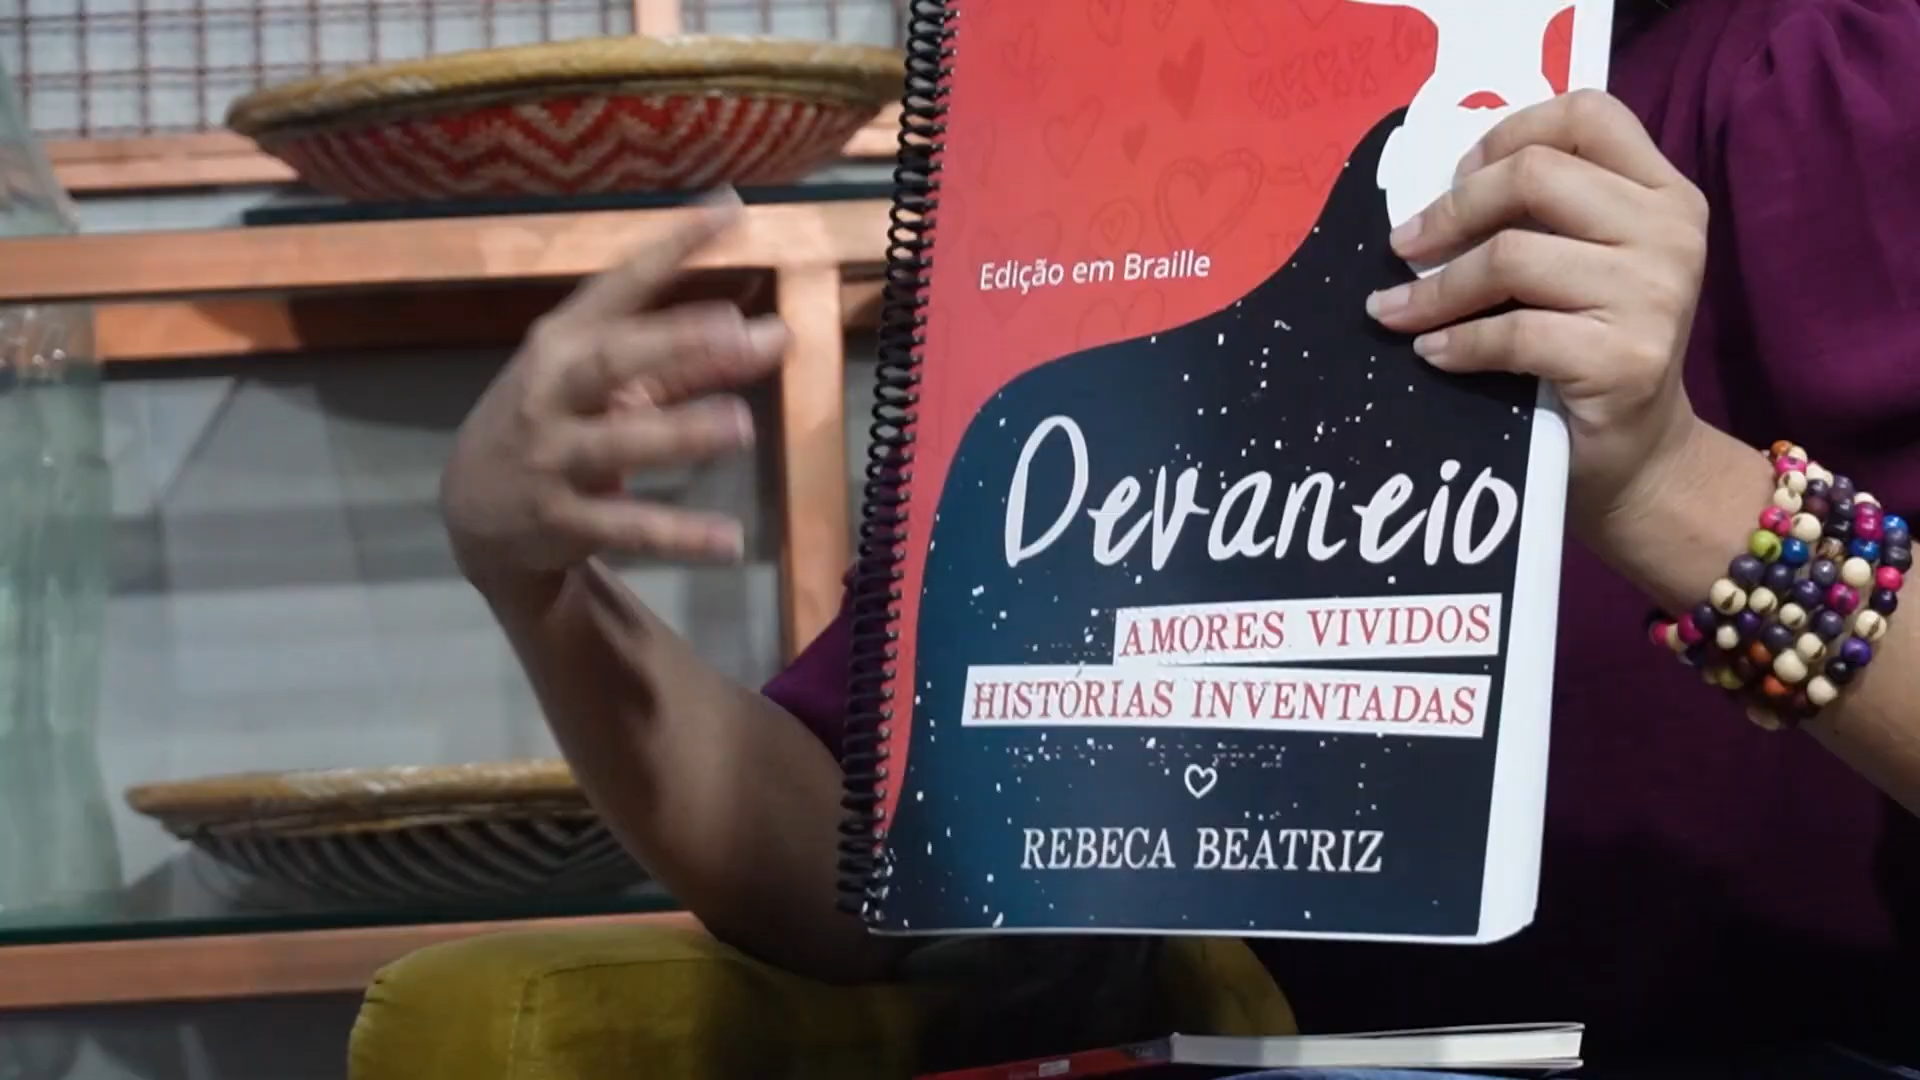 Edição em Braille
Devaneio
AMORES VIVIDOS
HISTÓRIAS INVENTADAS
REBECA BEATRIZ